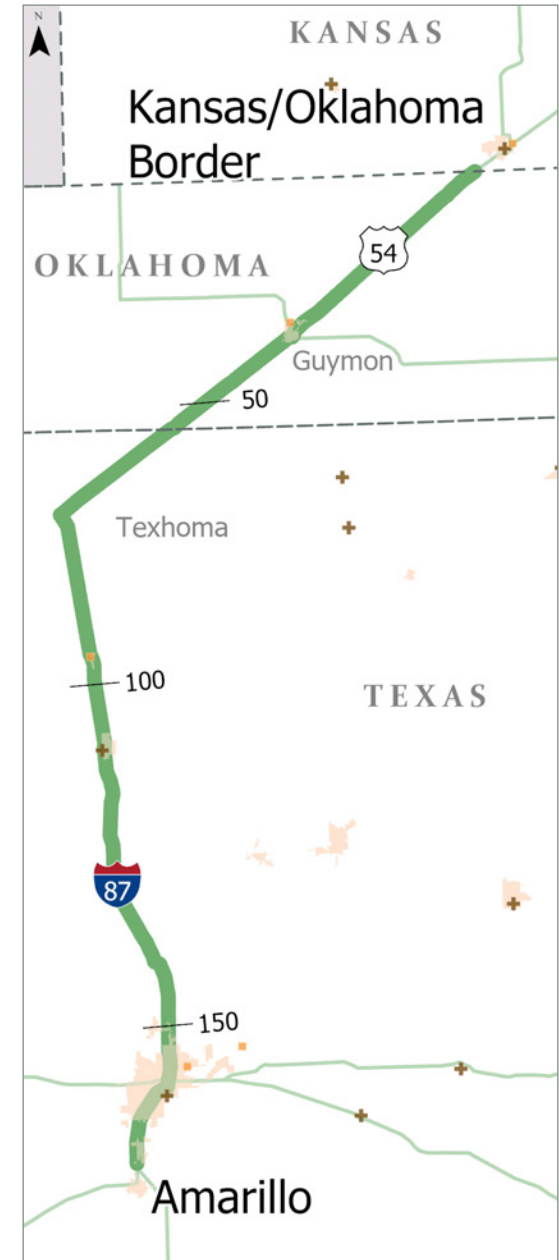 N
KANSAS
Kansas/Oklahoma
Border
54
OKLAHOMA
Guymon
50
Texhoma
100
TEXAS
87
150
Amarillo